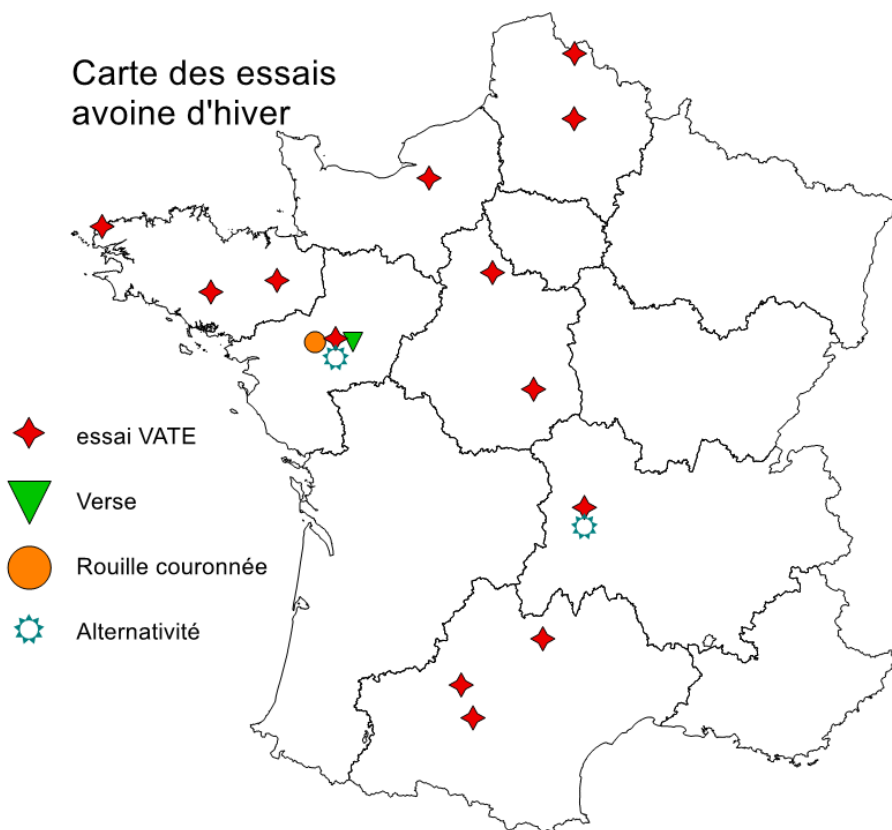 Carte des essais
avoine d'hiver
essai VATE
Verse
Rouille couronnée
Alternativité